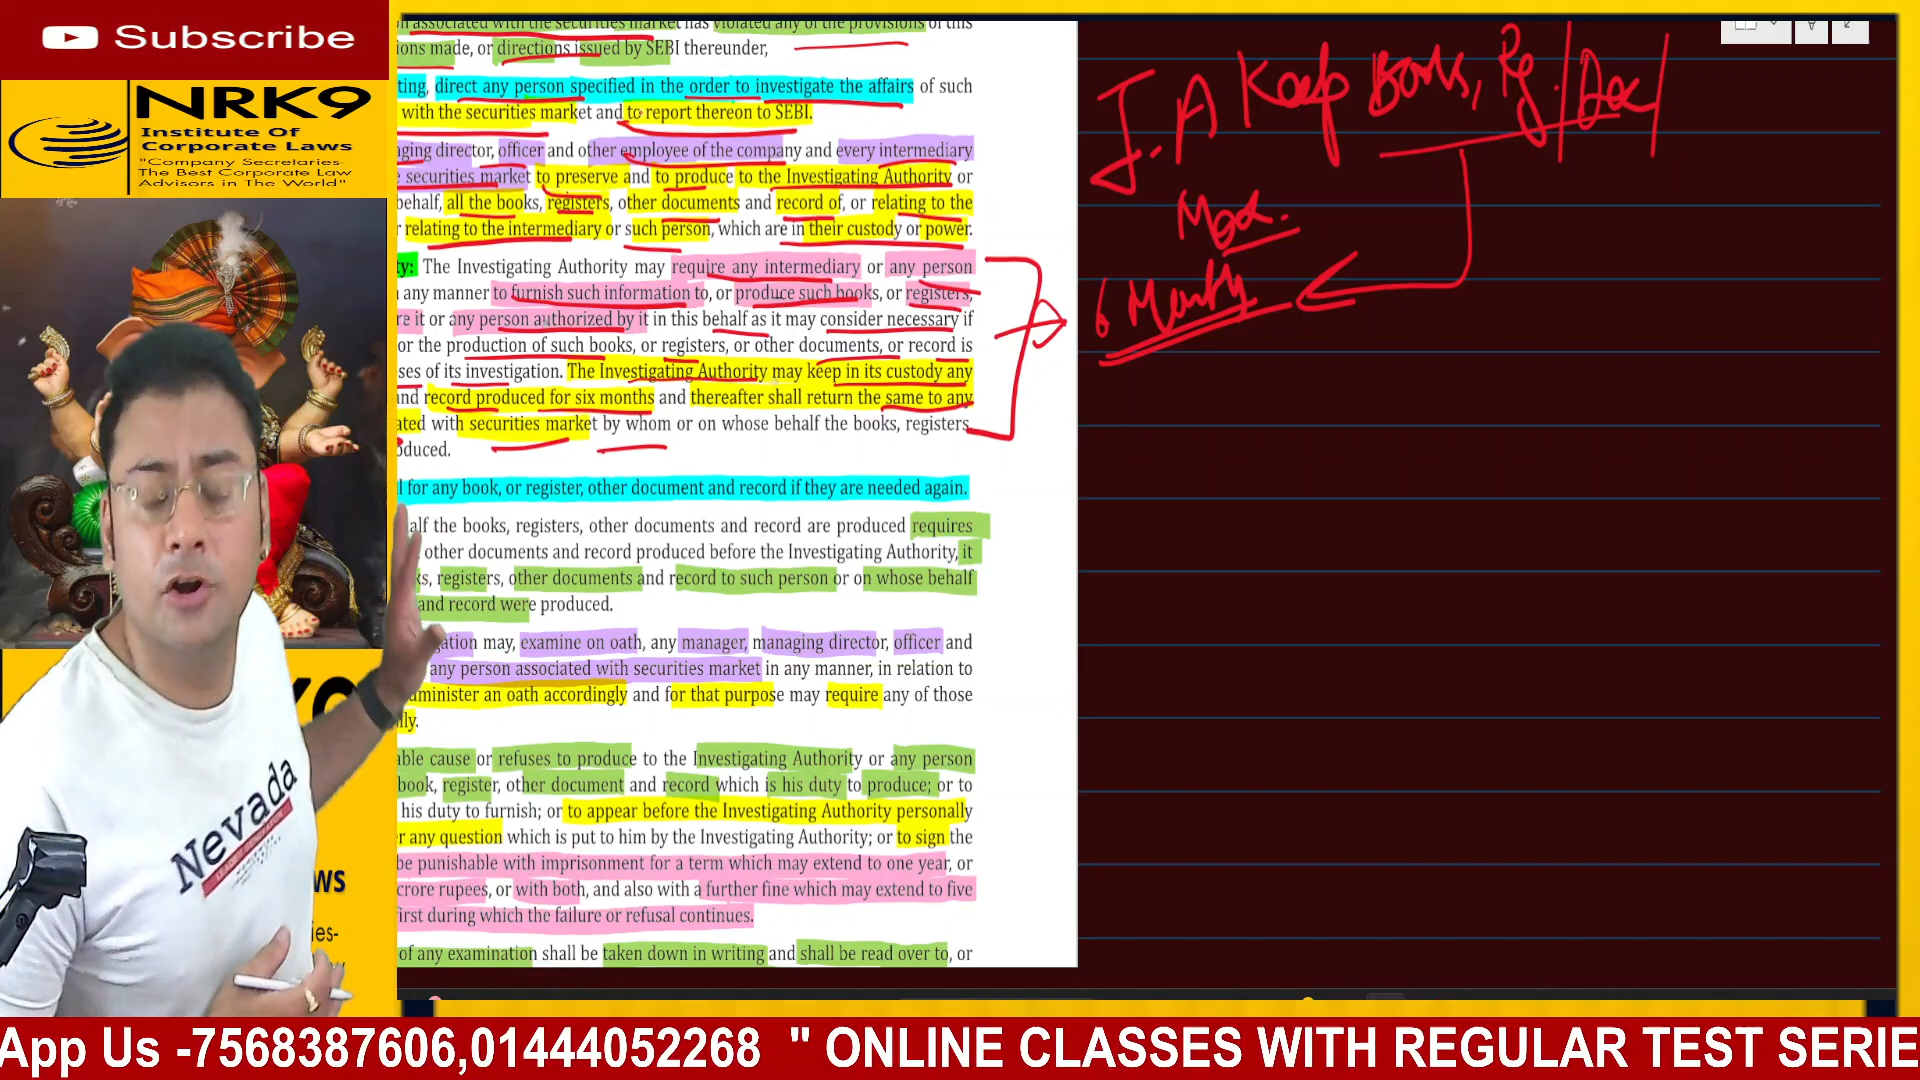 Subscribe
NRK9
Institute Of
Corporate Laws
"Company Secretaries-
The Best Corporate Law
Advisors in The World"
associated with the securities market has violated any of the provisions of this
ions made, or directions issued by SEBI thereunder,
ting, direct any person specified in the order to investigate the affairs of such
with the securities market and to report thereon to SEBI.
aging director, officer and other employee of the company and every intermediary
securities market to preserve and to produce to the Investigating Authority or
behalf, all the books, registers, other documents and record of, or relating to the
r relating to the intermediary or such person, which are in their custody or power.
ty: The Investigating Authority may require any intermediary or any person
any manner to furnish such information to, or produce such books, or registers,
re it or any person authorized by it in this behalf as it may consider necessary if
or the production of such books, or registers, or other documents, or record is
ses of its investigation. The Investigating Authority may keep in its custody any
and record produced for six months and thereafter shall return the same to any
ated with securities market by whom or on whose behalf the books, registers,
oduced.
l for any book, or register, other document and record if they are needed again.
alf the books, registers, other documents and record are produced requires
other documents and record produced before the Investigating Authority, it
ks, registers, other documents and record to such person or on whose behalf
and record were produced.
gation may, examine on oath, any manager, managing director, officer and
any person associated with securities market in any manner, in relation to
dminister an oath accordingly and for that purpose may require any of those
lly.
able cause or refuses to produce to the Investigating Authority or any person
book, register, other document and record which is his duty to produce; or to
his duty to furnish; or to appear before the Investigating Authority personally
r any question which is put to him by the Investigating Authority; or to sign the
be punishable with imprisonment for a term which may extend to one year, or
crore rupees, or with both, and also with a further fine which may extend to five
first during which the failure or refusal continues.
of any examination shall be taken down in writing and shall be read over to, or
I.A Keep Books, Reg./Doc/
Max.
6 Months
Nevada
ws
ies-
App Us -7568387606,01444052268 " ONLINE CLASSES WITH REGULAR TEST SERIE